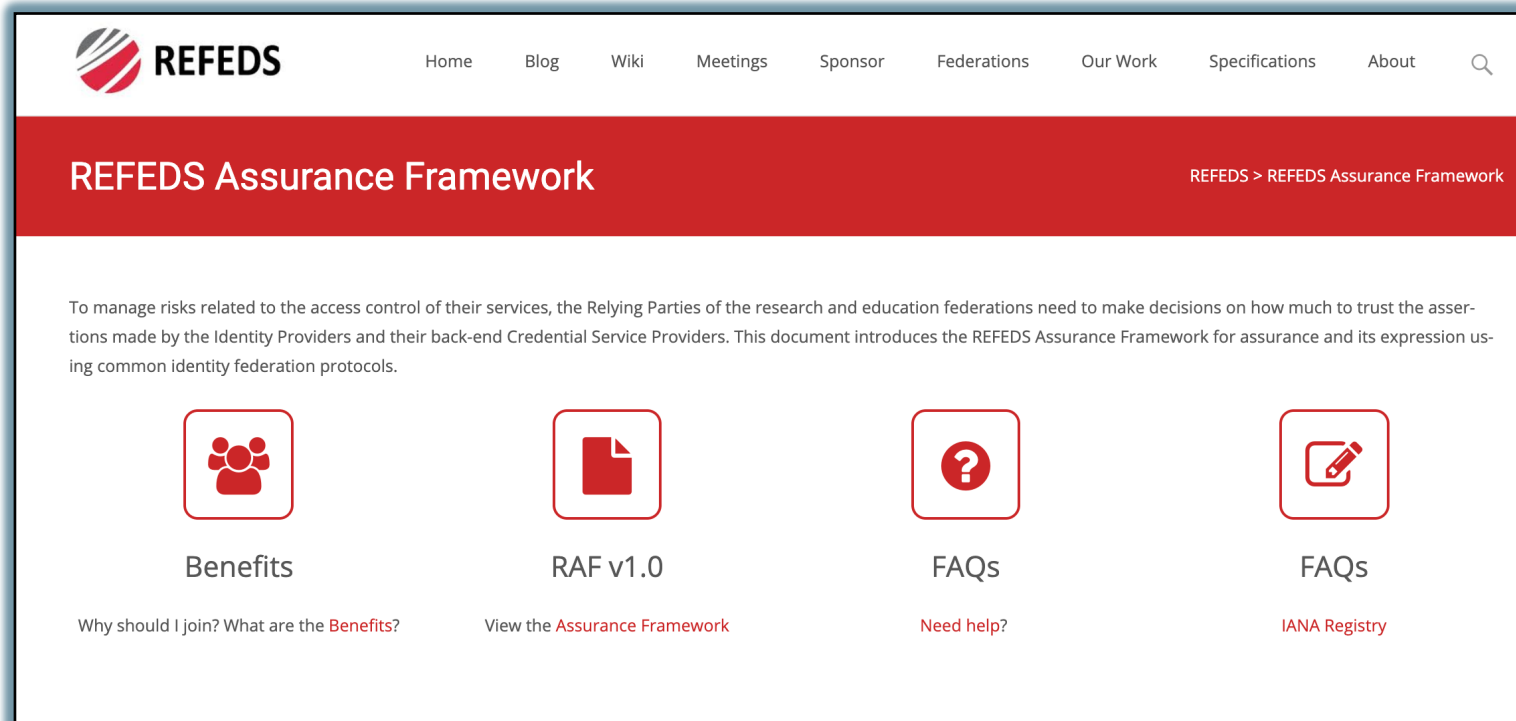 REFEDS
Home Blog Wiki Meetings Sponsor Federations Our Work Specifications About
REFEDS Assurance Framework
REFEDS > REFEDS Assurance Framework
To manage risks related to the access control of their services, the Relying Parties of the research and education federations need to make decisions on how much to trust the asser-
tions made by the Identity Providers and their back-end Credential Service Providers. This document introduces the REFEDS Assurance Framework for assurance and its expression us-
ing common identity federation protocols.
Benefits
Why should I join? What are the Benefits?
RAF v1.0
View the Assurance Framework
FAQs
Need help?
FAQs
IANA Registry